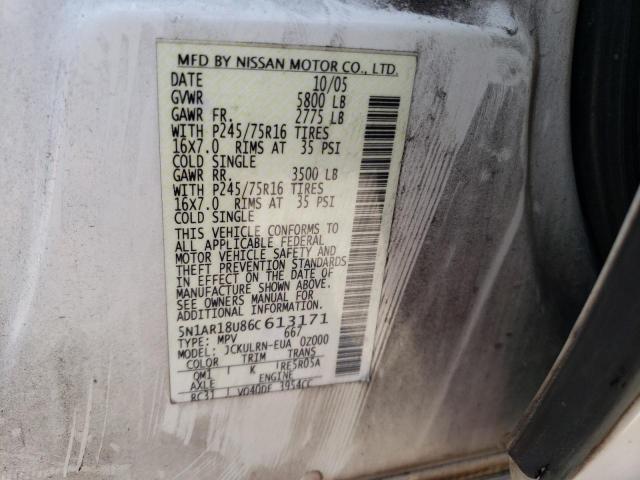 MFD BY NISSAN MOTOR CO., LTD.
DATE 10/05
GVWR 5800 LB
GAWR FR. 2775 LB
WITH P245/75R16 TIRES
16X7.0 RIMS AT 35 PSI
COLD SINGLE
GAWR RR. 3500 LB
WITH P245/75R16 TIRES
16X7.0 RIMS AT 35 PSI
COLD SINGLE
THIS VEHICLE CONFORMS TO
ALL APPLICABLE FEDERAL
MOTOR VEHICLE SAFETY AND
THEFT PREVENTION STANDARDS
IN EFFECT ON THE DATE OF
MANUFACTURE SHOWN ABOVE.
SEE OWNERS MANUAL FOR
ADDITIONAL INFORMATION.
5N1AR18U86C613171
TYPE: MPV 667
MODEL: JCKULRN-EUA 0Z000
COLOR TRIM TRANS
QM1 K RE5R05A
AXLE ENGINE
RC31 VQ40DE 3954CC